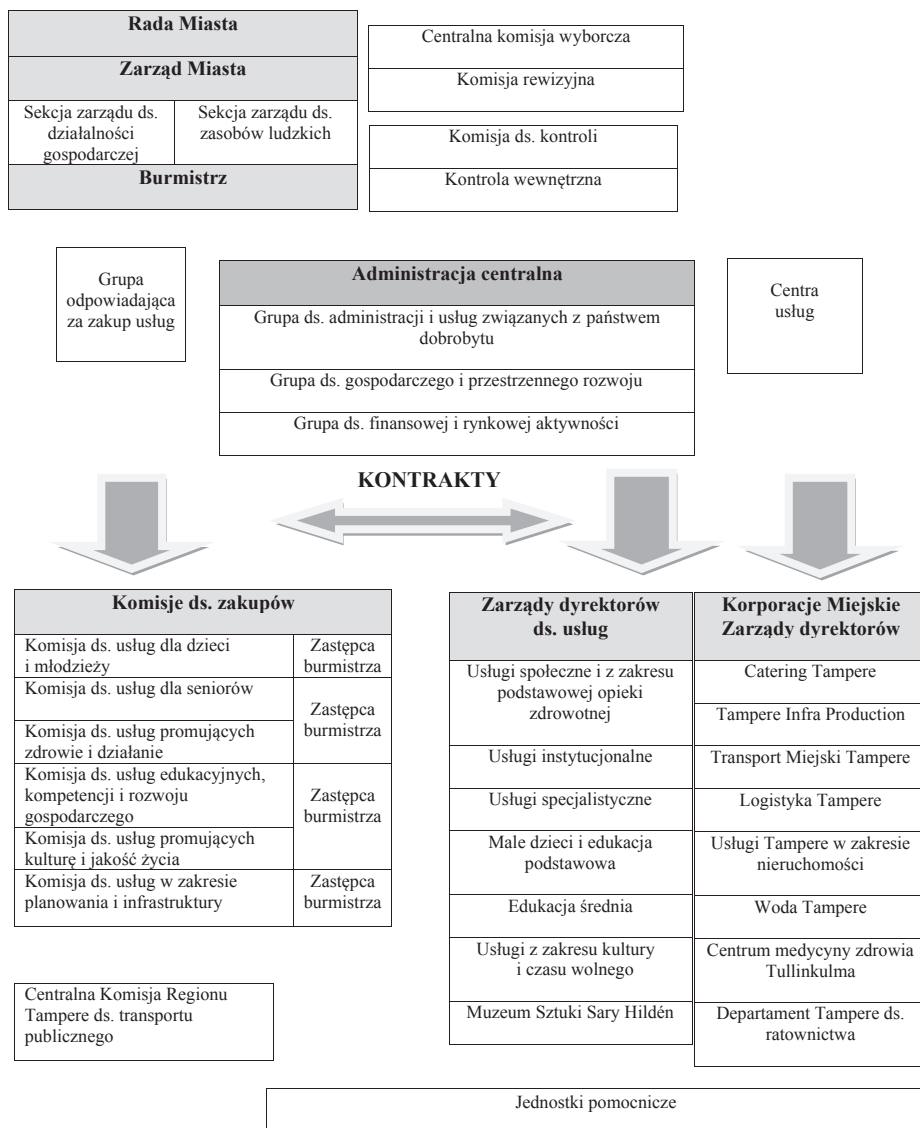 Rada Miasta
Zarząd Miasta
Sekcja zarządu ds.
działalności
gospodarczej
Sekcja zarządu ds.
zasobów ludzkich
Burmistrz
Centralna komisja wyborcza
Komisja rewizyjna
Komisja ds. kontroli
Kontrola wewnętrzna
Grupa
odpowiadająca
za zakup usług
Administracja centralna
Grupa ds. administracji i usług związanych z państwem
dobrobytu
Grupa ds. gospodarczego i przestrzennego rozwoju
Grupa ds. finansowej i rynkowej aktywności
Centra
usług
KONTRAKTY
Komisje ds. zakupów
Komisja ds. usług dla dzieci
i młodzieży
Zastępca
burmistrza
Komisja ds. usług dla seniorów
Komisja ds. usług promujących
zdrowie i działanie
Zastępca
burmistrza
Komisja ds. usług edukacyjnych,
kompetencji i rozwoju
gospodarczego
Komisja ds. usług promujących
kulturę i jakość życia
Zastępca
burmistrza
Komisja ds. usług w zakresie
planowania i infrastruktury
Zastępca
burmistrza
Centralna Komisja Regionu
Tampere ds. transportu
publicznego
Zarządy dyrektorów
ds. usług
Usługi społeczne i z zakresu
podstawowej opieki
zdrowotnej
Usługi instytucjonalne
Usługi specjalistyczne
Male dzieci i edukacja
podstawowa
Edukacja średnia
Usługi z zakresu kultury
i czasu wolnego
Muzeum Sztuki Sary Hildén
Korporacje Miejskie
Zarządy dyrektorów
Catering Tampere
Tampere Infra Production
Transport Miejski Tampere
Logistyka Tampere
Usługi Tampere w zakresie
nieruchomości
Woda Tampere
Centrum medycyny zdrowia
Tullinkulma
Departament Tampere ds.
ratownictwa
Jednostki pomocnicze